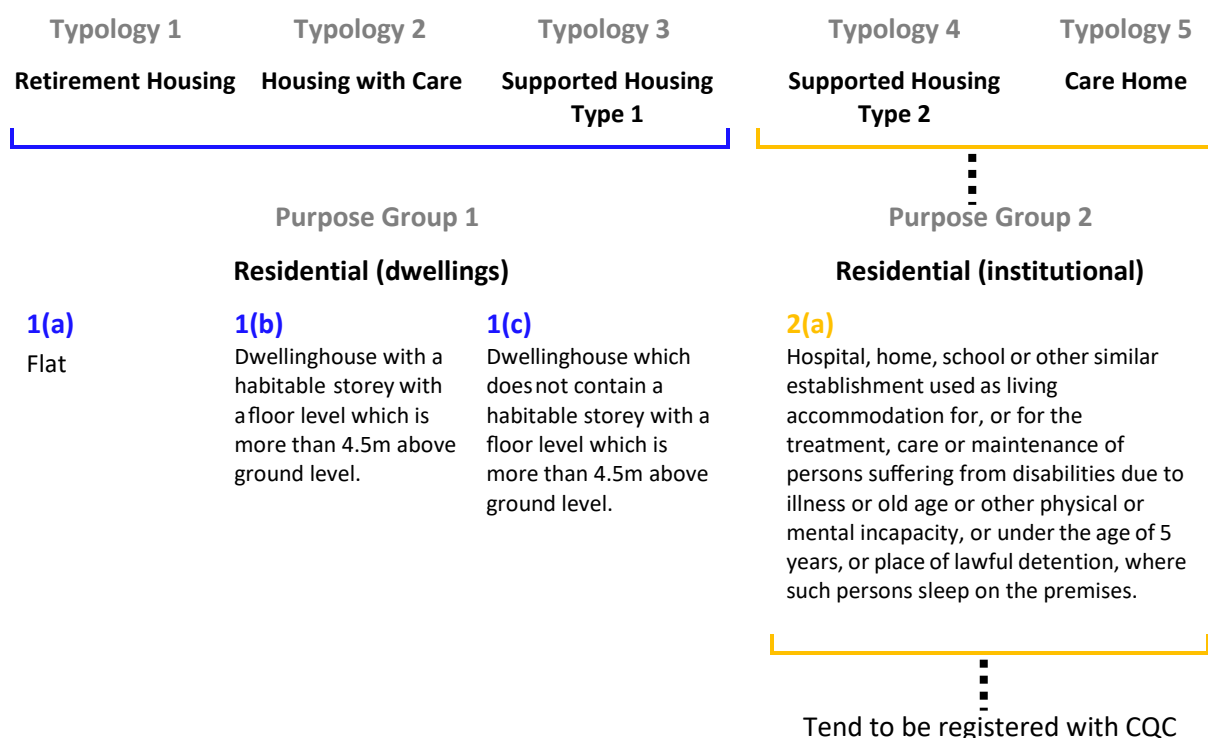 Typology 1
Typology 2
Typology 3
Typology 4
Typology 5
Retirement Housing
Housing with Care
Supported Housing
Type 1
Supported Housing
Type 2
Care Home
Purpose Group 1
Residential (dwellings)
1(a)
Flat
1(b)
Dwellinghouse with a
habitable storey with
a floor level which is
more than 4.5m above
ground level.
1(c)
Dwellinghouse which
does not contain a
habitable storey with a
floor level which is
more than 4.5m above
ground level.
Purpose Group 2
Residential (institutional)
2(a)
Hospital, home, school or other similar
establishment used as living
accommodation for, or for the
treatment, care or maintenance of
persons suffering from disabilities due to
illness or old age or other physical or
mental incapacity, or under the age of 5
years, or place of lawful detention, where
such persons sleep on the premises.
Tend to be registered with CQC